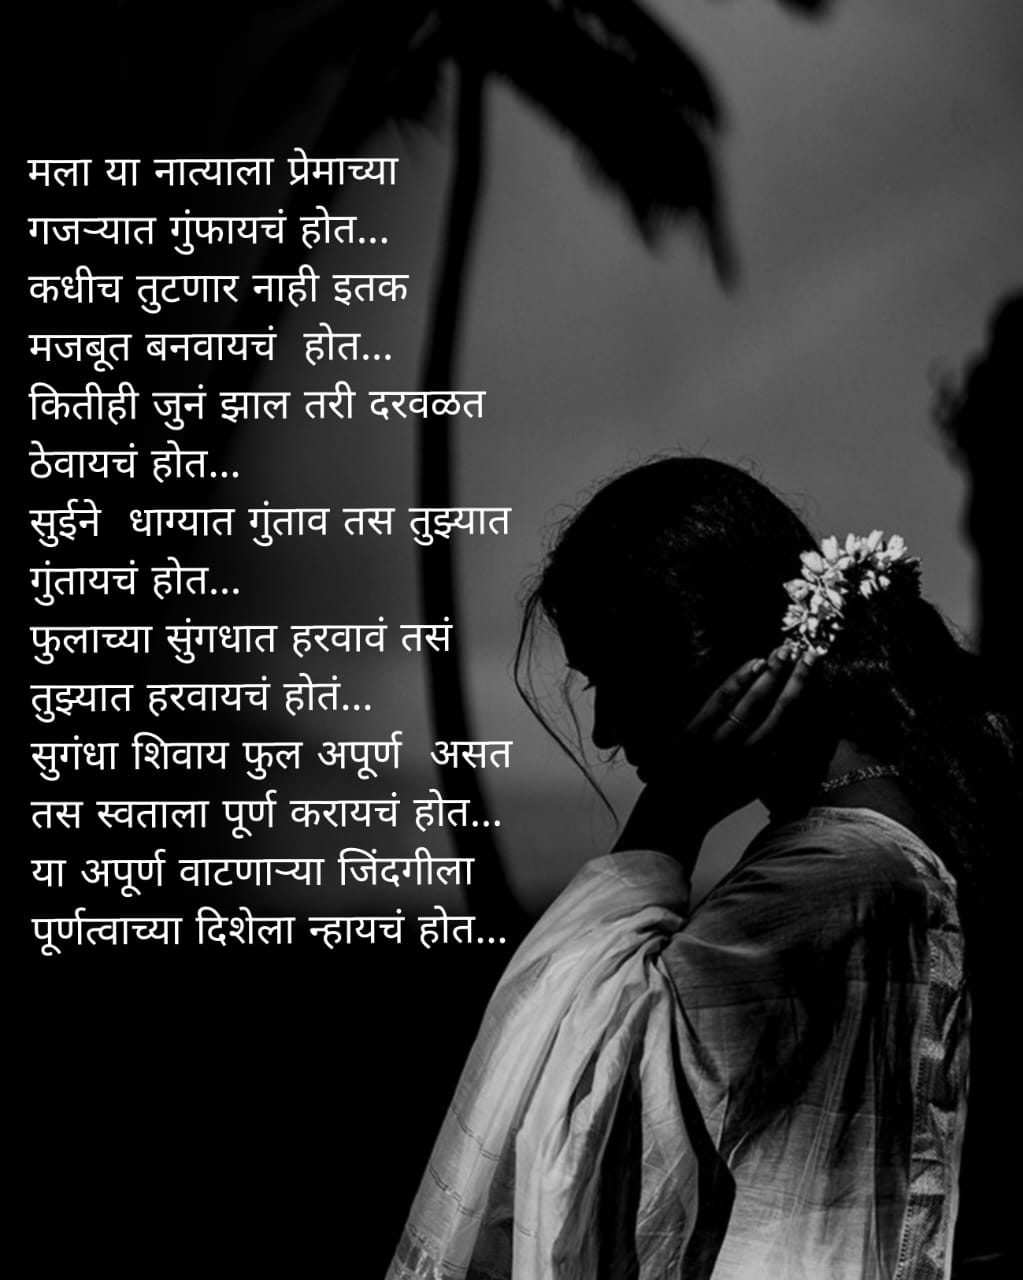 मला या नात्याला प्रेमाच्या
गजऱ्यात गुंफायचं होत...
कधीच तुटणार नाही इतक
मजबूत बनवायचं होत...
कितीही जुनं झाल तरी दरवळत
ठेवायचं होत...
सुईने धाग्यात गुंताव तस तुझ्यात
गुंतायचं होत...
फुलाच्या सुंगधात हरवावं तसं
तुझ्यात हरवायचं होतं...
सुगंधा शिवाय फुल अपूर्ण असत
तस स्वताला पूर्ण करायचं होत...
या अपूर्ण वाटणाऱ्या जिंदगीला
पूर्णत्वाच्या दिशेला न्हायचं होत...